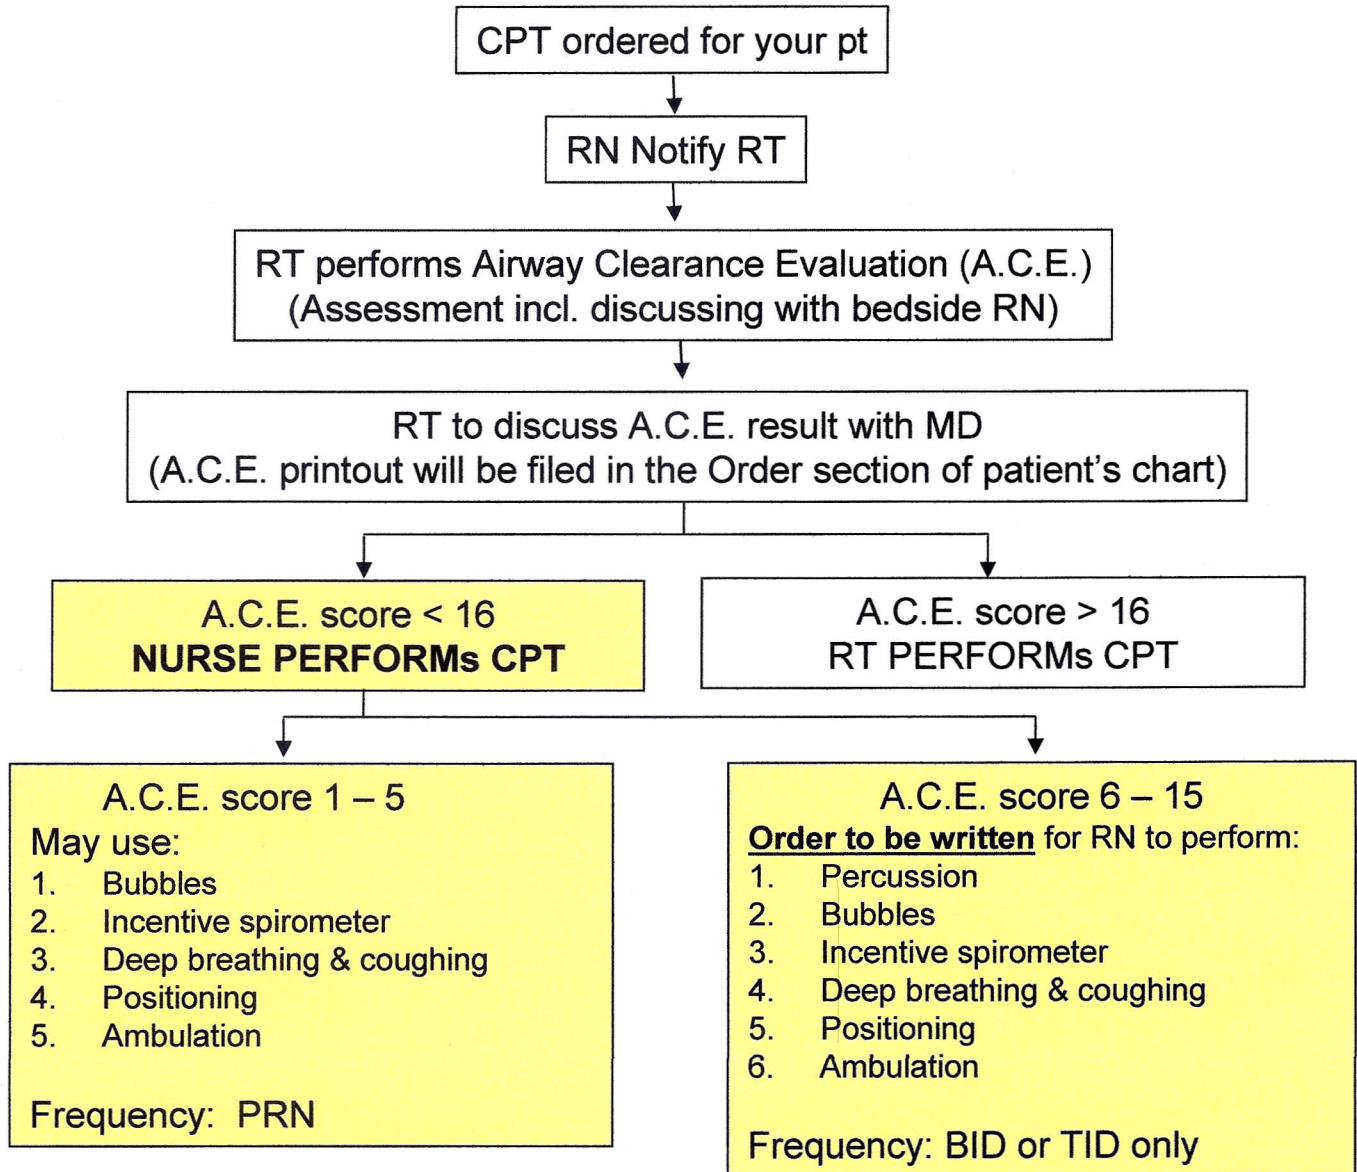 CPT ordered for your pt
RN Notify RT
RT performs Airway Clearance Evaluation (A.C.E.)
(Assessment incl. discussing with bedside RN)
RT to discuss A.C.E. result with MD
(A.C.E. printout will be filed in the Order section of patient's chart)
A.C.E. score < 16
NURSE PERFORMs CPT
A.C.E. score > 16
RT PERFORMs CPT
A.C.E. score 1 – 5
May use:
1. Bubbles
2. Incentive spirometer
3. Deep breathing & coughing
4. Positioning
5. Ambulation
Frequency: PRN
A.C.E. score 6 – 15
Order to be written for RN to perform:
1. Percussion
2. Bubbles
3. Incentive spirometer
4. Deep breathing & coughing
5. Positioning
6. Ambulation
Frequency: BID or TID only